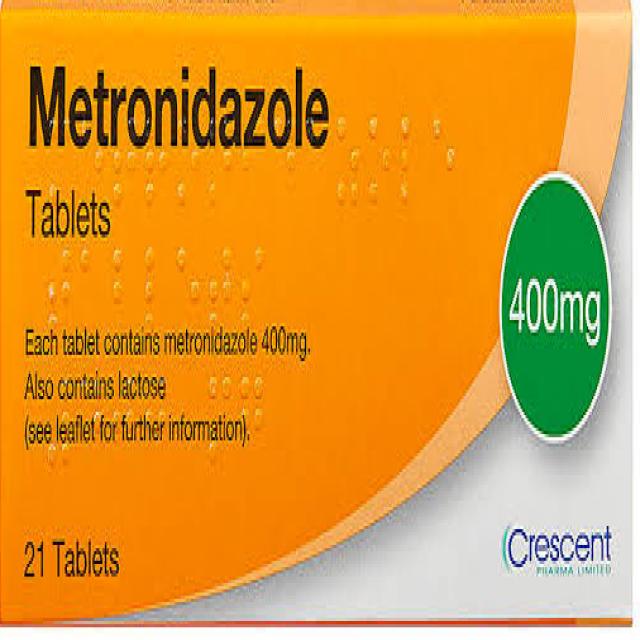 Metronidazole
Tablets
400mg
Each tablet contains metronidazole 400mg.
Also contains lactose
(see leaflet for further information).
21 Tablets
Crescent
PHARMA LIMITED